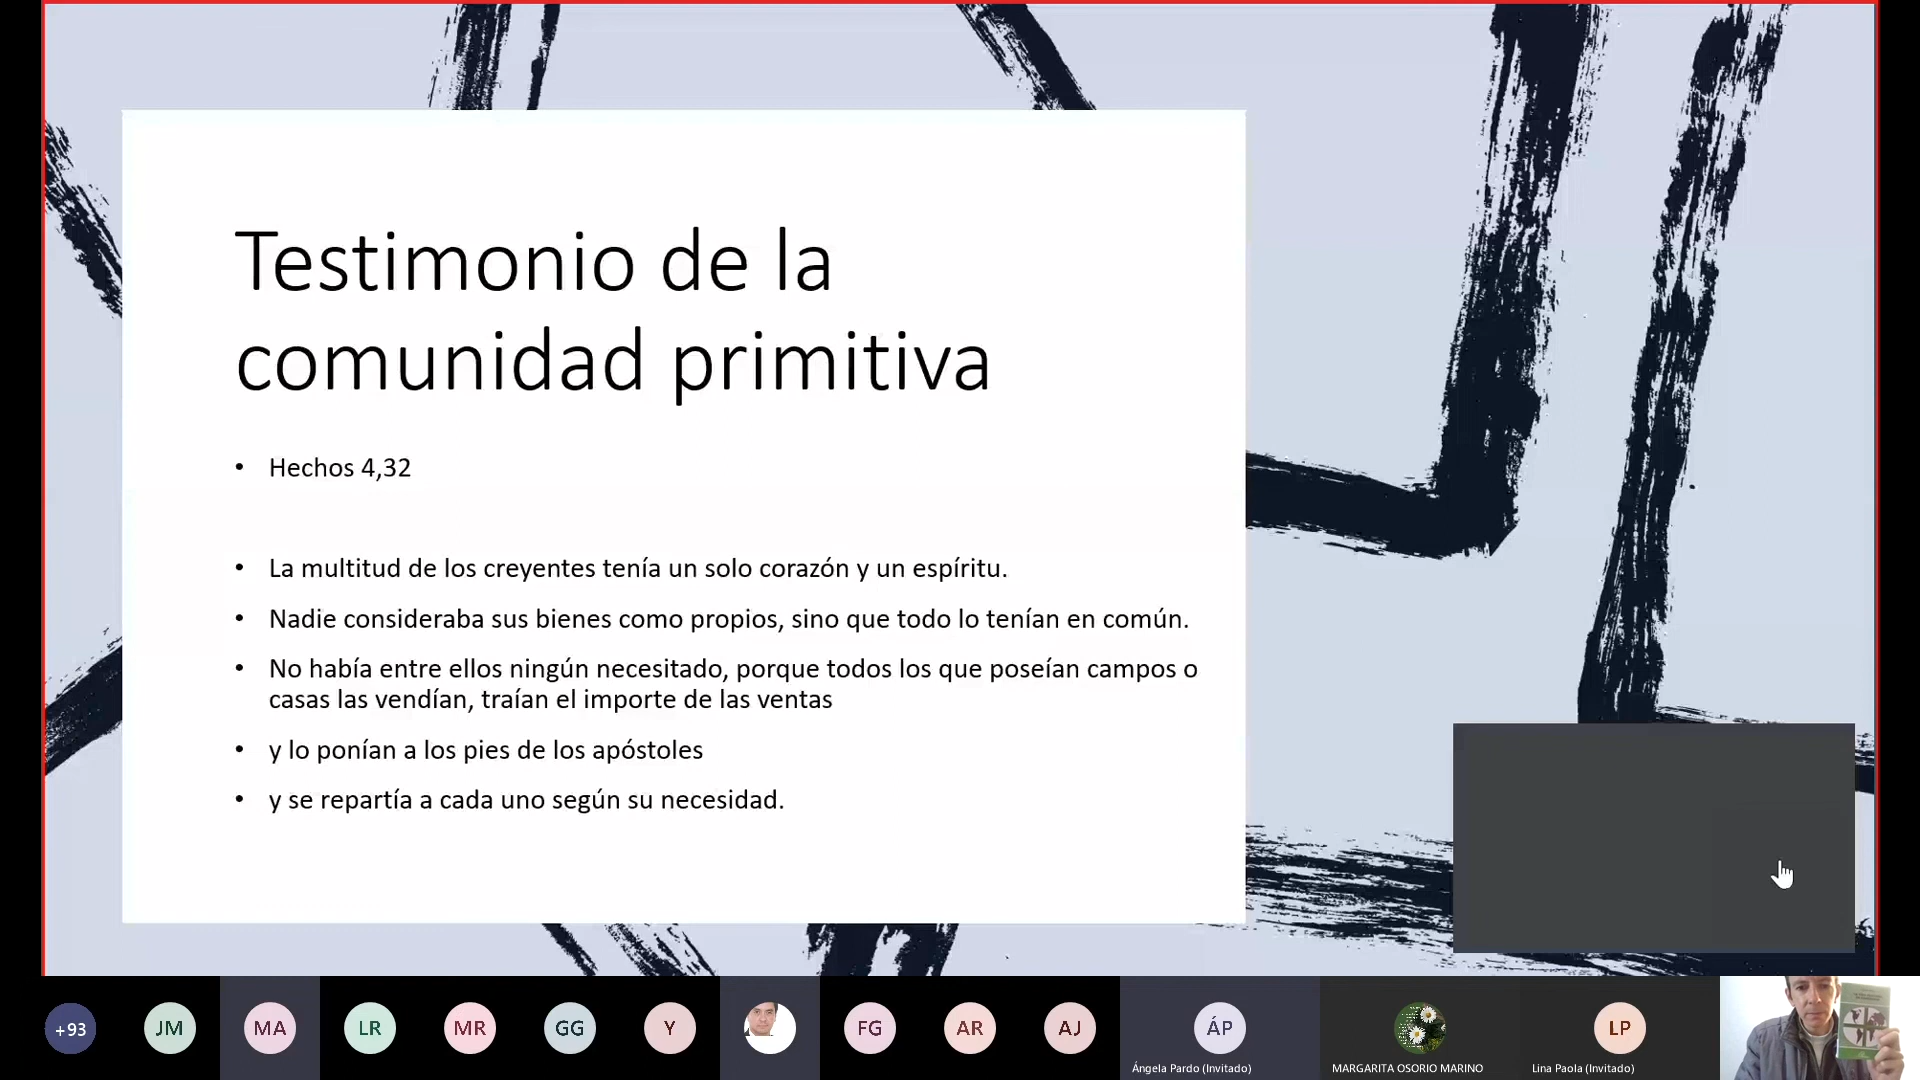 Testimonio de la
comunidad primitiva
• Hechos 4,32
• La multitud de los creyentes tenía un solo corazón y un espíritu.
• Nadie consideraba sus bienes como propios, sino que todo lo tenían en común.
• No había entre ellos ningún necesitado, porque todos los que poseían campos o
casas las vendían, traían el importe de las ventas
• y lo ponían a los pies de los apóstoles
• y se repartía a cada uno según su necesidad.
+93
JM
MA
LR
MR
GG
Y
FG
AR
AJ
ÁP
LP
Ángela Pardo (Invitado)
MARGARITA OSORIO MARINO
Lina Paola (Invitado)